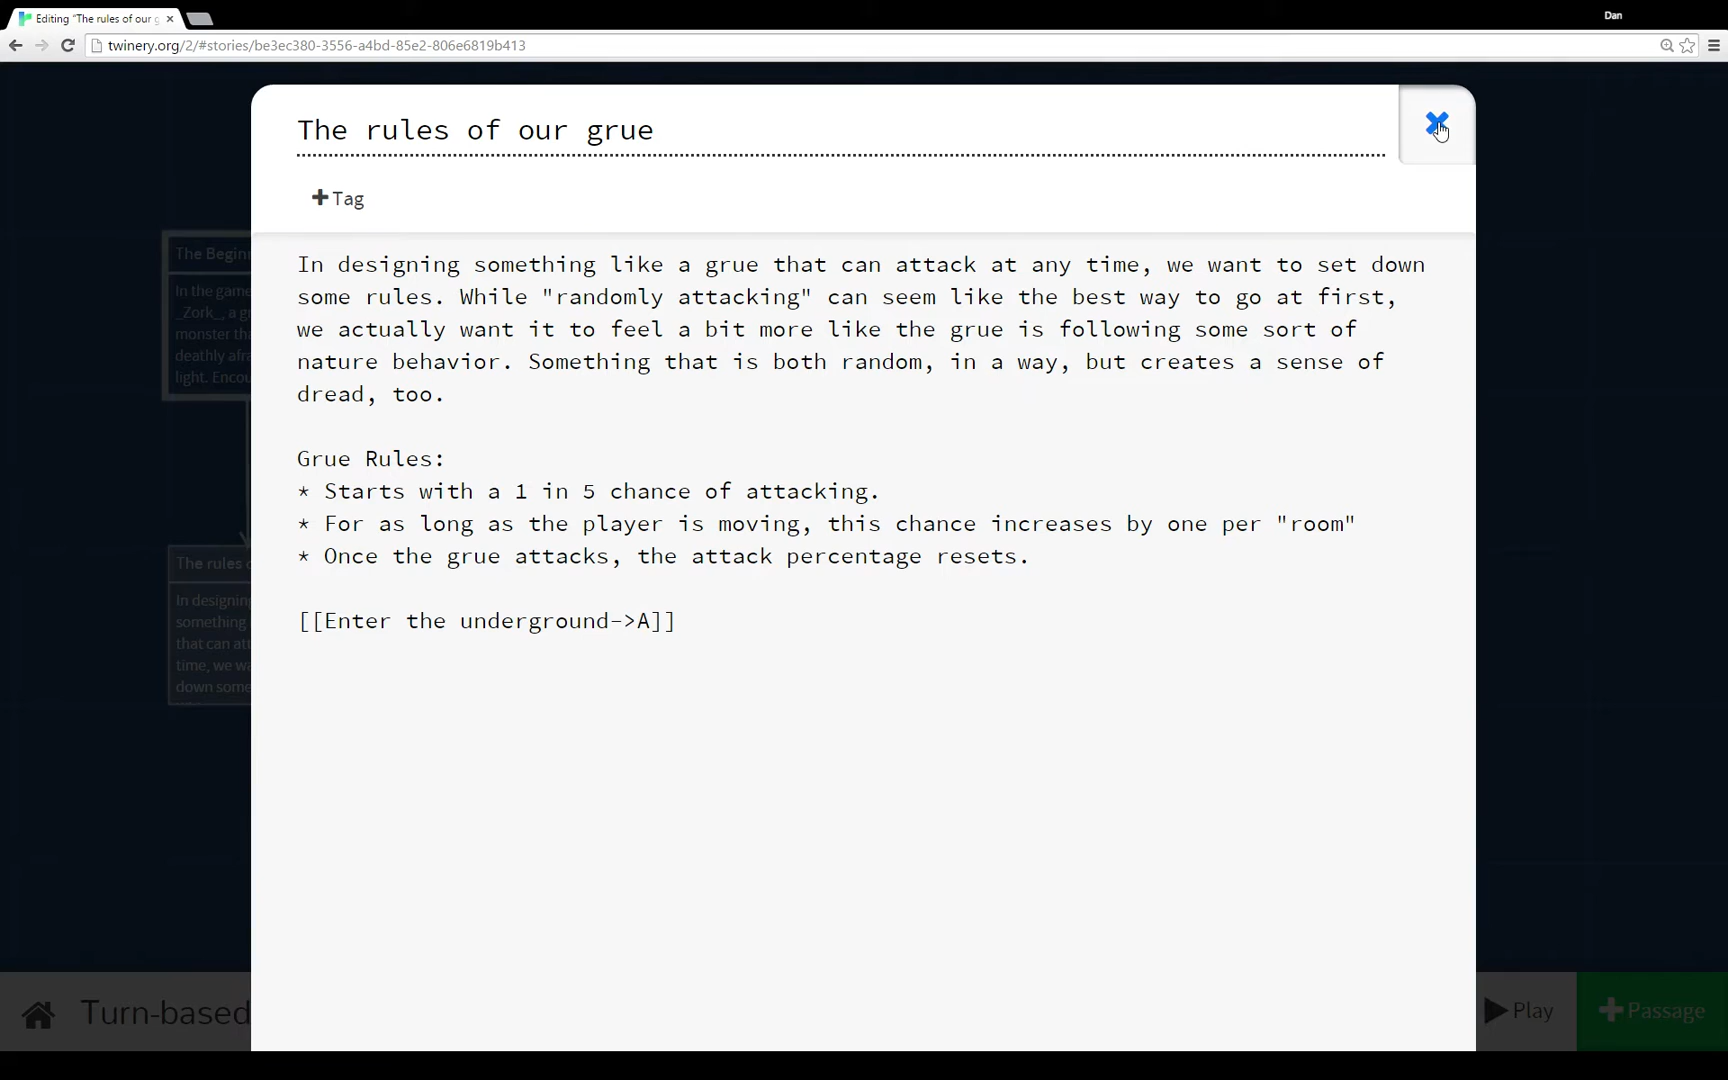 Editing "The rules of our g
Dan
twinery.org/2/#stories/be3ec380-3556-a4bd-85e2-806e6819b413
The rules of our grue
Tag
In designing something like a grue that can attack at any time, we want to set down
some rules. While "randomly attacking" can seem like the best way to go at first,
we actually want it to feel a bit more like the grue is following some sort of
nature behavior. Something that is both random, in a way, but creates a sense of
dread, too.
Grue Rules:
* Starts with a 1 in 5 chance of attacking.
* For as long as the player is moving, this chance increases by one per "room"
* Once the grue attacks, the attack percentage resets.
[[Enter the underground->A]]
The Beginn
In the game
_Zork_, a g
monster th
deathly afra
light. Encou
The rules o
In designing
something
that can att
time, we wa
down some
Turn-based
Play
+Passage